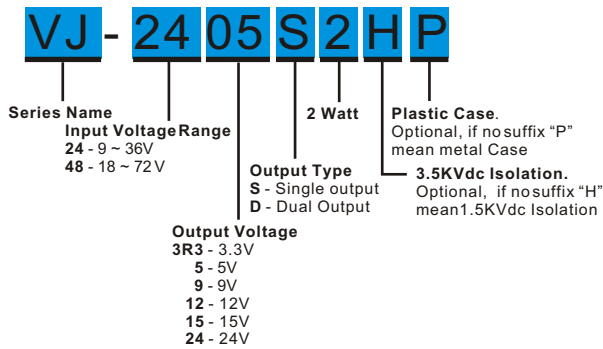 VJ-2405S2HP
Series Name
Input Voltage Range
24 - 9 ~ 36V
48 - 18 ~ 72 V
Output Voltage
3R3 - 3.3V
5 - 5V
9 - 9V
12 - 12V
15 - 15V
24 - 24V
Output Type
S - Single output
D - Dual Output
2 Watt
Plastic Case.
Optional, if no suffix “P”
mean metal Case
3.5KVdc Isolation.
Optional, if no suffix “H”
mean1.5KVdc Isolation